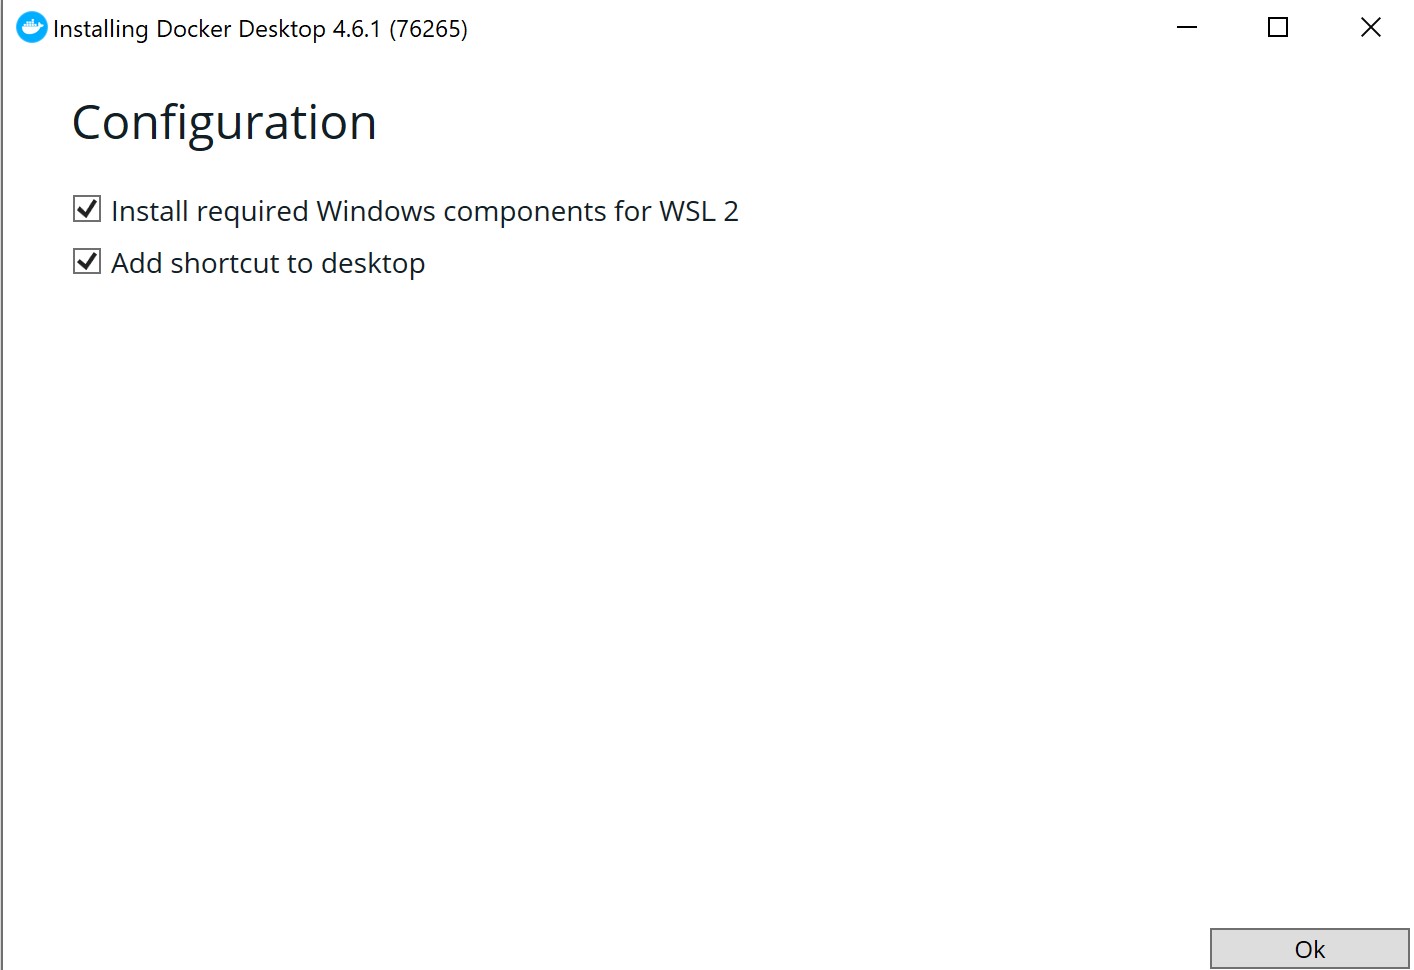 Installing Docker Desktop 4.6.1 (76265)
Configuration
Install required Windows components for WSL 2
Add shortcut to desktop
Ok